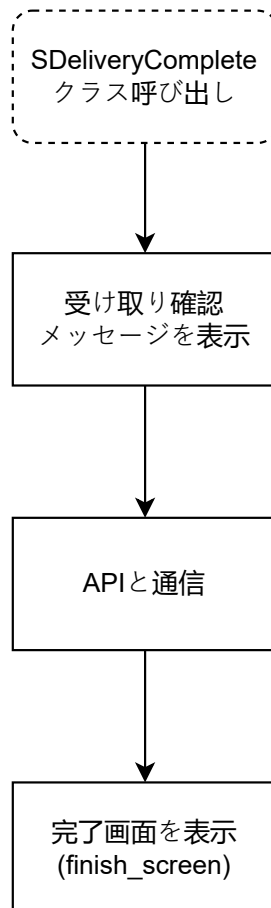 SDeliveryComplete
クラス呼び出し
受け取り確認
メッセージを表示
APIと通信
完了画面を表示
(finish_screen)